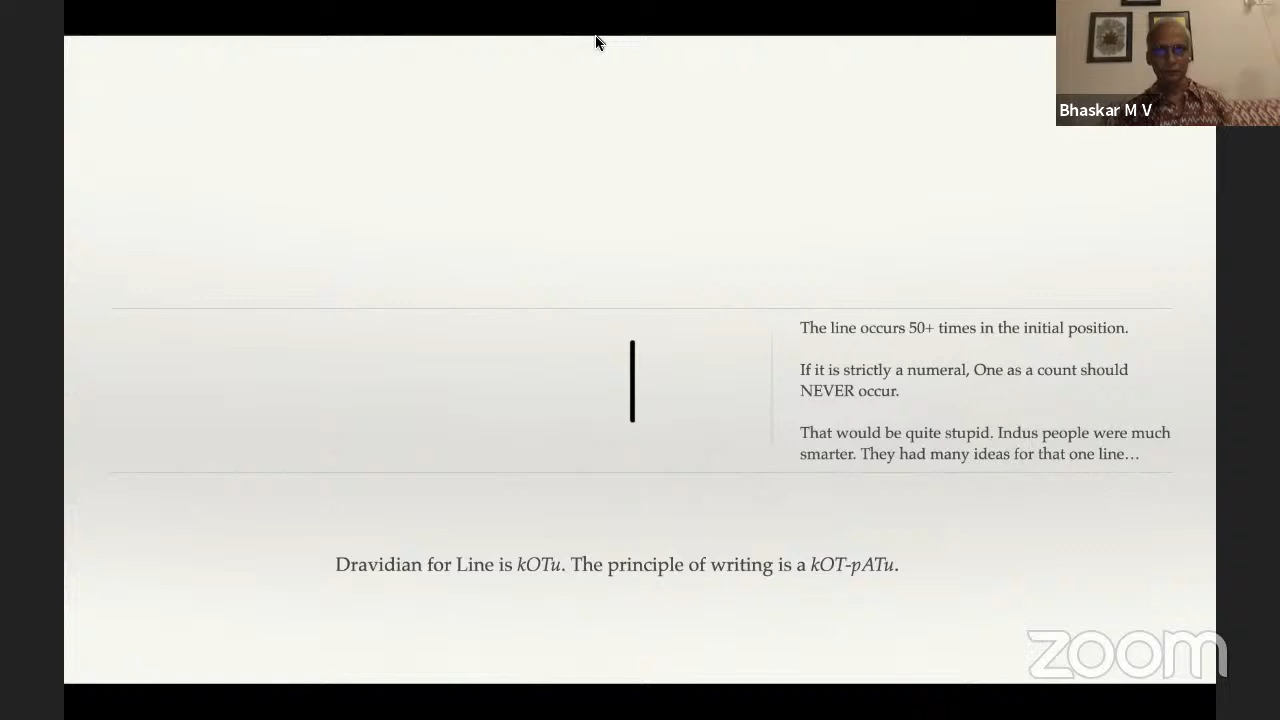 Bhaskar M V
The line occurs 50+ times in the initial position.
If it is strictly a numeral, One as a count should
NEVER occur.
That would be quite stupid. Indus people were much
smarter. They had many ideas for that one line…
Dravidian for Line is kOTu. The principle of writing is a kOT-pATu.
zoom